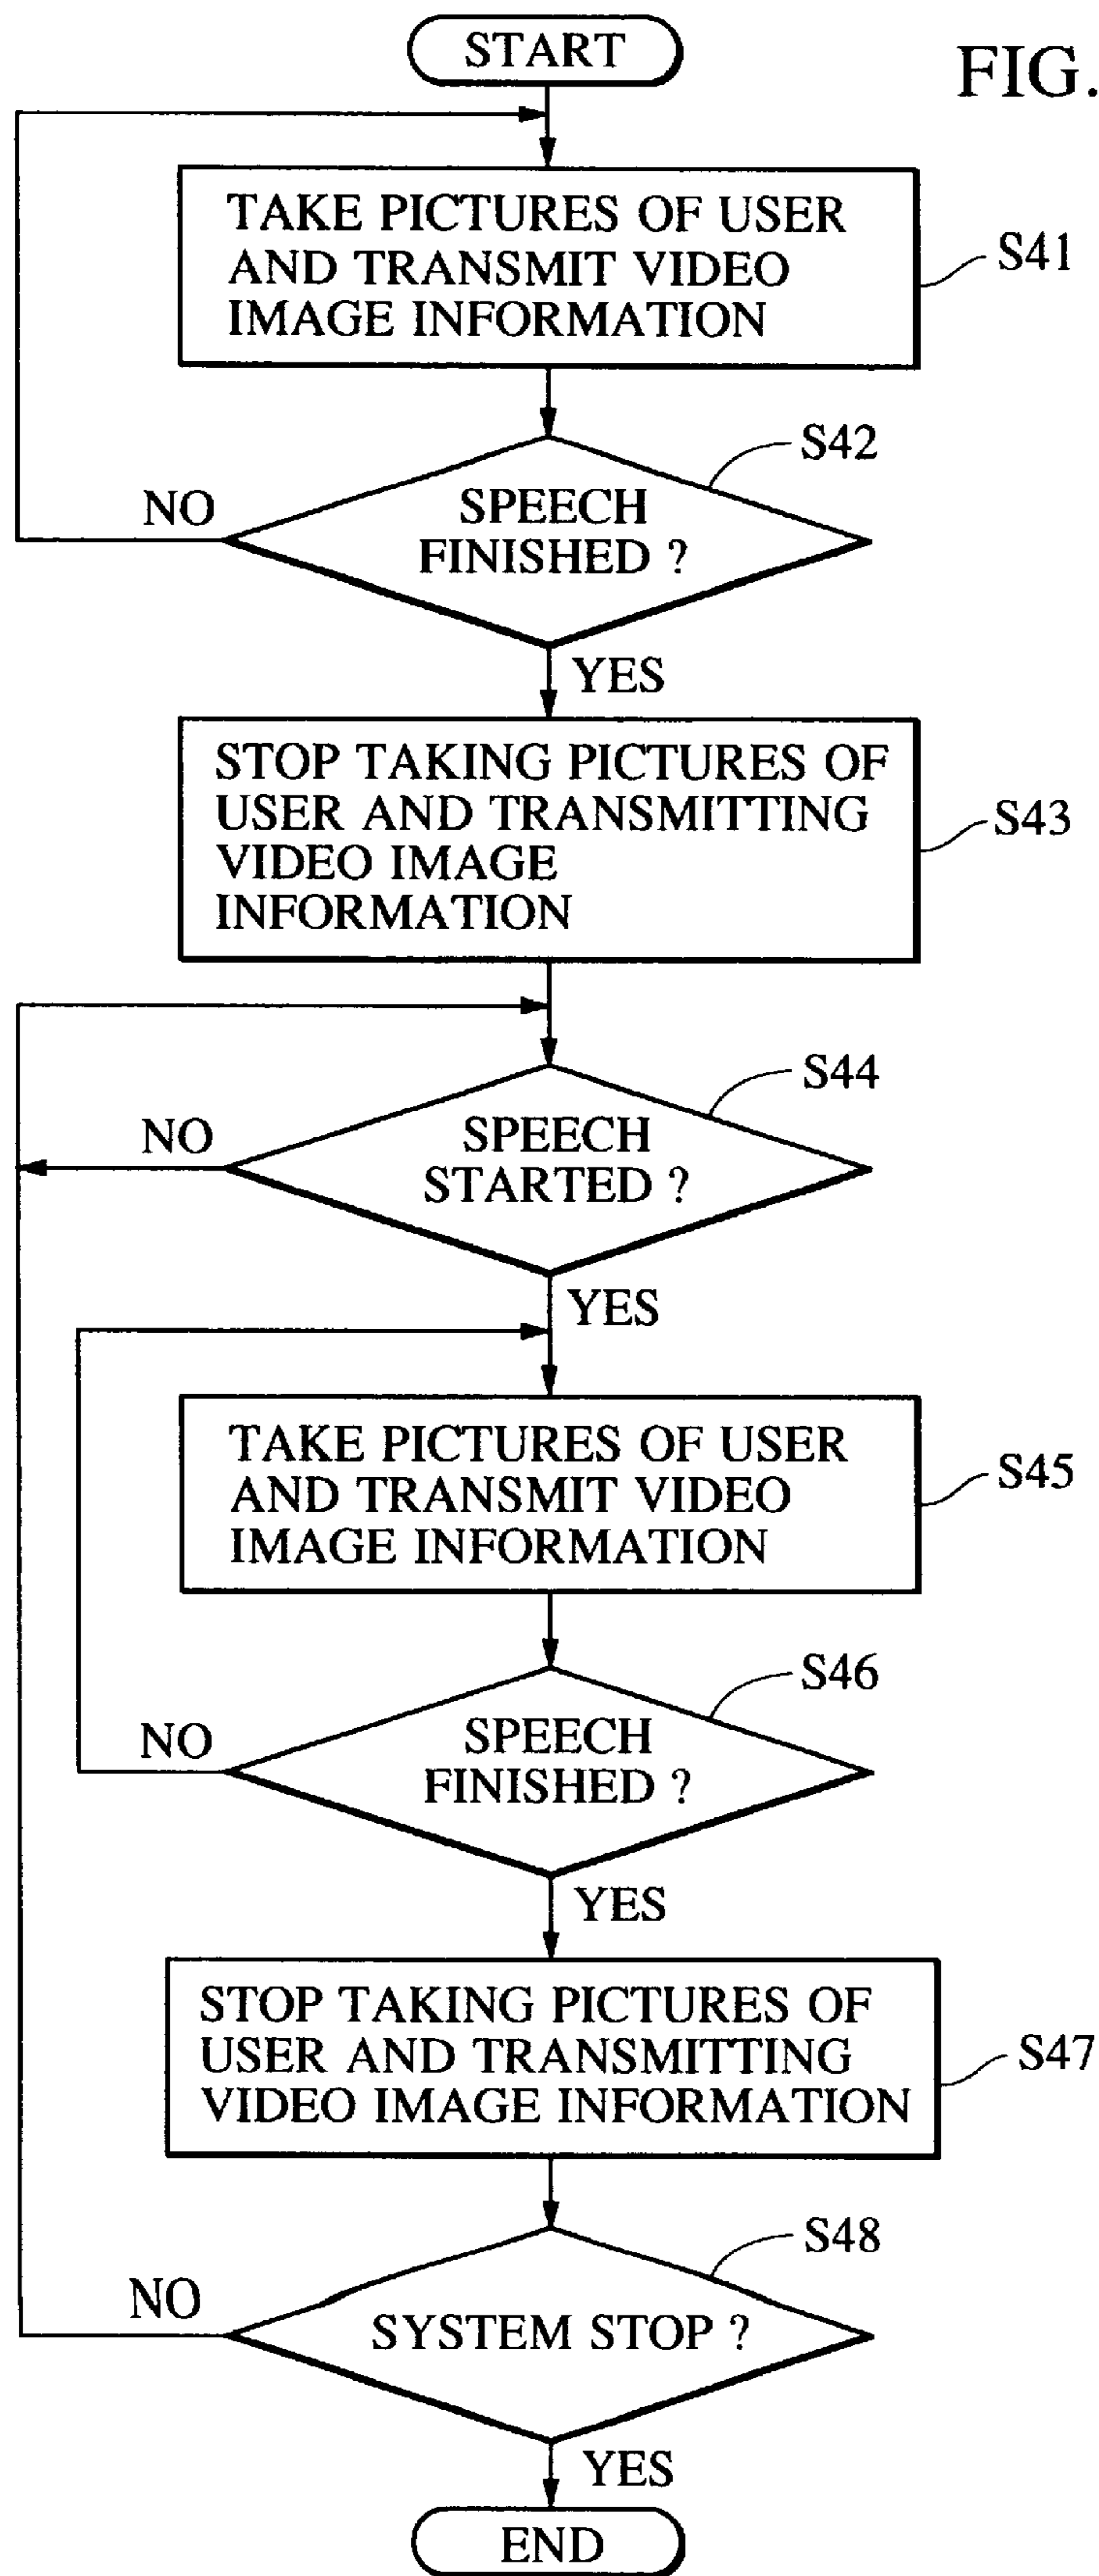 START
FIG.
TAKE PICTURES OF USER
AND TRANSMIT VIDEO
IMAGE INFORMATION
S41
S42
SPEECH
FINISHED ?
NO
YES
STOP TAKING PICTURES OF
USER AND TRANSMITTING
VIDEO IMAGE
INFORMATION
S43
S44
SPEECH
STARTED ?
NO
YES
TAKE PICTURES OF USER
AND TRANSMIT VIDEO
IMAGE INFORMATION
S45
S46
SPEECH
FINISHED ?
NO
YES
STOP TAKING PICTURES OF
USER AND TRANSMITTING
VIDEO IMAGE INFORMATION
S47
S48
SYSTEM STOP ?
NO
YES
END